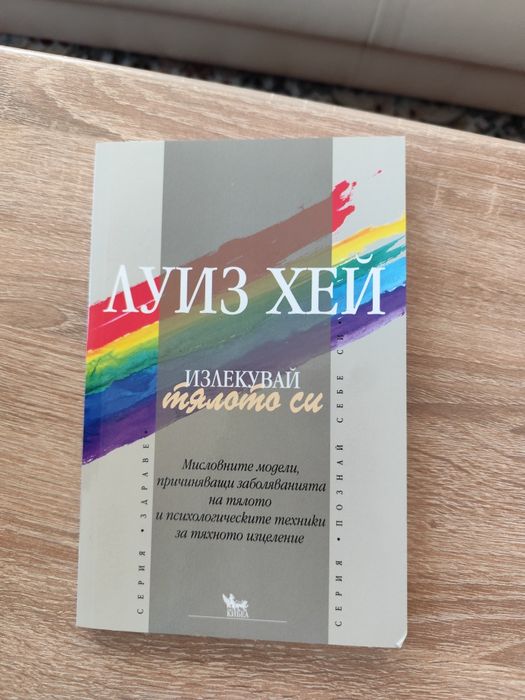 ЛУИЗ ХЕЙ
ИЗЛЕКУВАЙ
тялото си
Мисловните модели,
причиняващи заболяванията
на тялото
и психологическите техники
за тяхното изцеление
СЕРИЯ • ЗДРАВЕ •
СЕРИЯ • ПОЗНАЙ СЕБЕ СИ •
КИБЕА